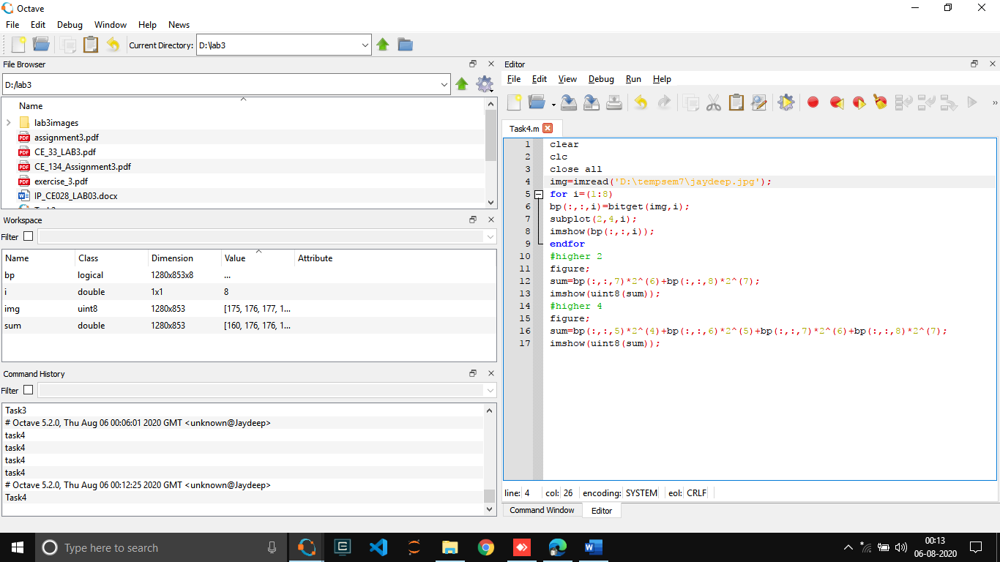 Octave
File Edit Debug Window Help News
Current Directory: D:\lab3
File Browser
D:/lab3
Name
lab3images
assignment3.pdf
CE_33_LAB3.pdf
CE_134_Assignment3.pdf
exercise_3.pdf
IP_CE028_LAB03.docx
Workspace
Filter
Name Class Dimension Value Attribute
bp logical 1280x853x8 ...
i double 1x1 8
img uint8 1280x853 [175, 176, 177, 1...
sum double 1280x853 [160, 176, 176, 1...
Command History
Filter
Task3
# Octave 5.2.0, Thu Aug 06 00:06:01 2020 GMT <unknown@Jaydeep>
task4
task4
task4
task4
# Octave 5.2.0, Thu Aug 06 00:12:25 2020 GMT <unknown@Jaydeep>
Task4
Editor
File Edit View Debug Run Help
Task4.m
1 clear
2 clc
3 close all
4 img=imread('D:\tempsem7\jaydeep.jpg');
5 for i=(1:8)
6 bp(:,:,i)=bitget(img,i);
7 subplot(2,4,i);
8 imshow(bp(:,:,i));
9 endfor
10 #higher 2
11 figure;
12 sum=bp(:,:,7)*2^(6)+bp(:,:,8)*2^(7);
13 imshow(uint8(sum));
14 #higher 4
15 figure;
16 sum=bp(:,:,5)*2^(4)+bp(:,:,6)*2^(5)+bp(:,:,7)*2^(6)+bp(:,:,8)*2^(7);
17 imshow(uint8(sum));
line: 4 col: 26 encoding: SYSTEM eol: CRLF
Command Window Editor
Type here to search
00:13
06-08-2020